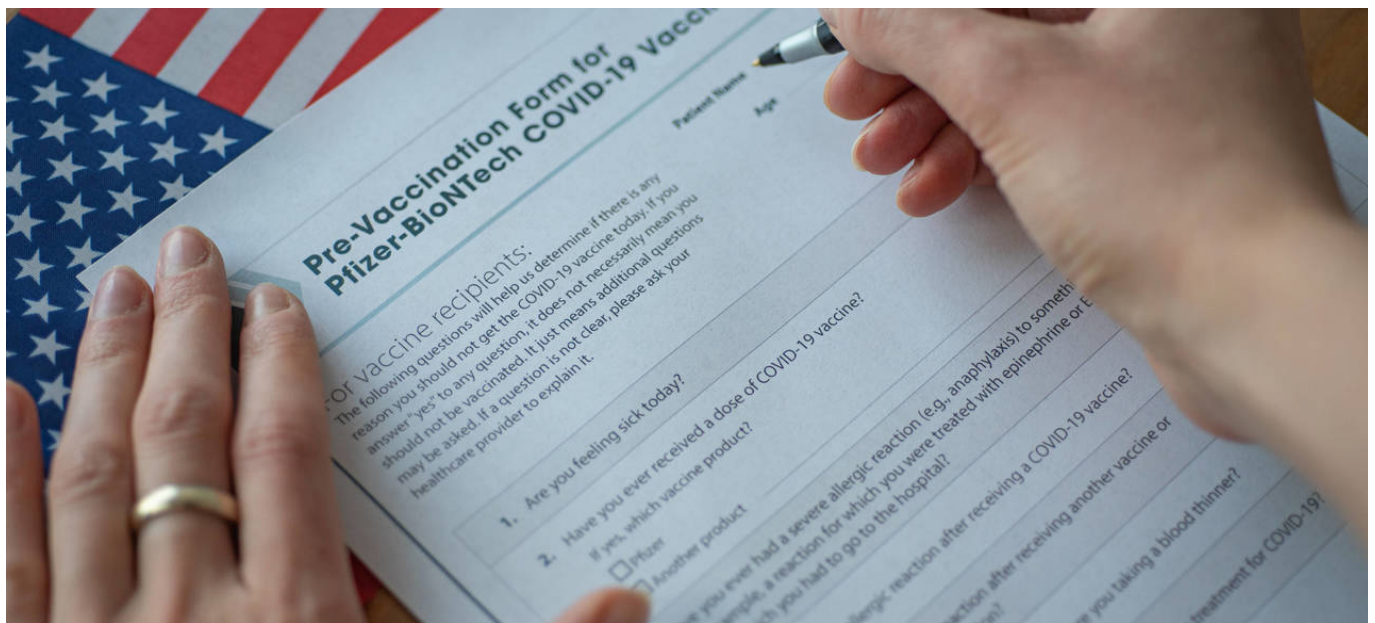 Pre-Vaccination Form for
Pfizer-BioNTech COVID-19
Patient Name
Age
For vaccine recipients:
The following questions will help us determine if there is any
reason you should not get the COVID-19 vaccine today. If you
answer “yes” to any question, it does not necessarily mean you
should not be vaccinated. It just means additional questions
may be asked. If a question is not clear, please ask your
healthcare provider to explain it.
1. Are you feeling sick today?
2. Have you ever received a dose of COVID-19 vaccine?
If yes, which vaccine product?
Pfizer
Another product
you ever had a severe allergic reaction (e.g., anaphylaxis) to
a reaction for which you were treated with epinephrine or
you had to go to the hospital?
reaction after receiving a COVID-19 vaccine?
after receiving another vaccine or
you taking a blood thinner?
treatment for COVID-19?